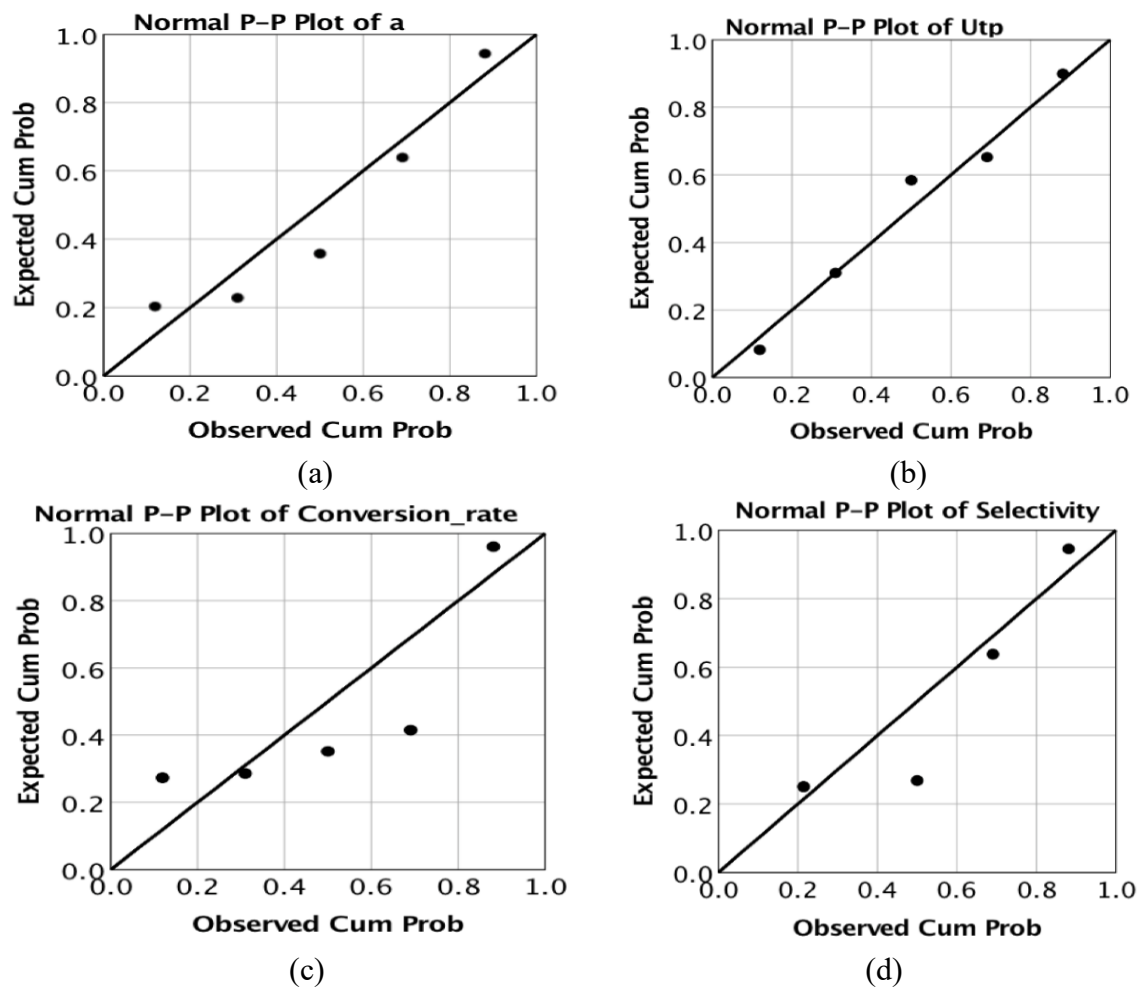 Normal P-P Plot of a
1.0
0.8
0.6
0.4
0.2
0.0
Expected Cum Prob
0.0 0.2 0.4 0.6 0.8 1.0
Observed Cum Prob
(a)
Normal P-P Plot of Utp
1.0
0.8
0.6
0.4
0.2
0.0
Expected Cum Prob
0.0 0.2 0.4 0.6 0.8 1.0
Observed Cum Prob
(b)
Normal P-P Plot of Conversion_rate
1.0
0.8
0.6
0.4
0.2
0.0
Expected Cum Prob
0.0 0.2 0.4 0.6 0.8 1.0
Observed Cum Prob
(c)
Normal P-P Plot of Selectivity
1.0
0.8
0.6
0.4
0.2
0.0
Expected Cum Prob
0.0 0.2 0.4 0.6 0.8 1.0
Observed Cum Prob
(d)